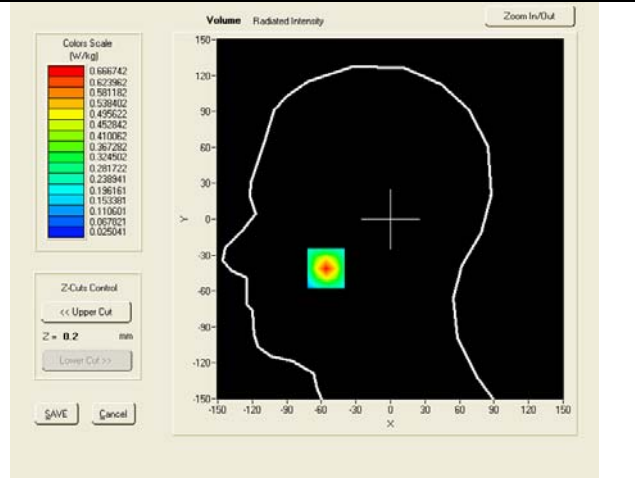 Volume Radiated Intensity
Zoom In/Out
Colors Scale
(W/kg)
0.666742
0.623962
0.581182
0.538402
0.495622
0.452842
0.410062
0.367282
0.324502
0.281722
0.238941
0.196161
0.153381
0.110601
0.067821
0.025041
Z-Cuts Control
<< Upper Cut
Z = 0.2 mm
Lower Cut >>
SAVE Cancel
150
120
90
60
30
0
-30
-60
-90
-120
-150
Y
-150 -120 -90 -60 -30 0 30 60 90 120 150
X